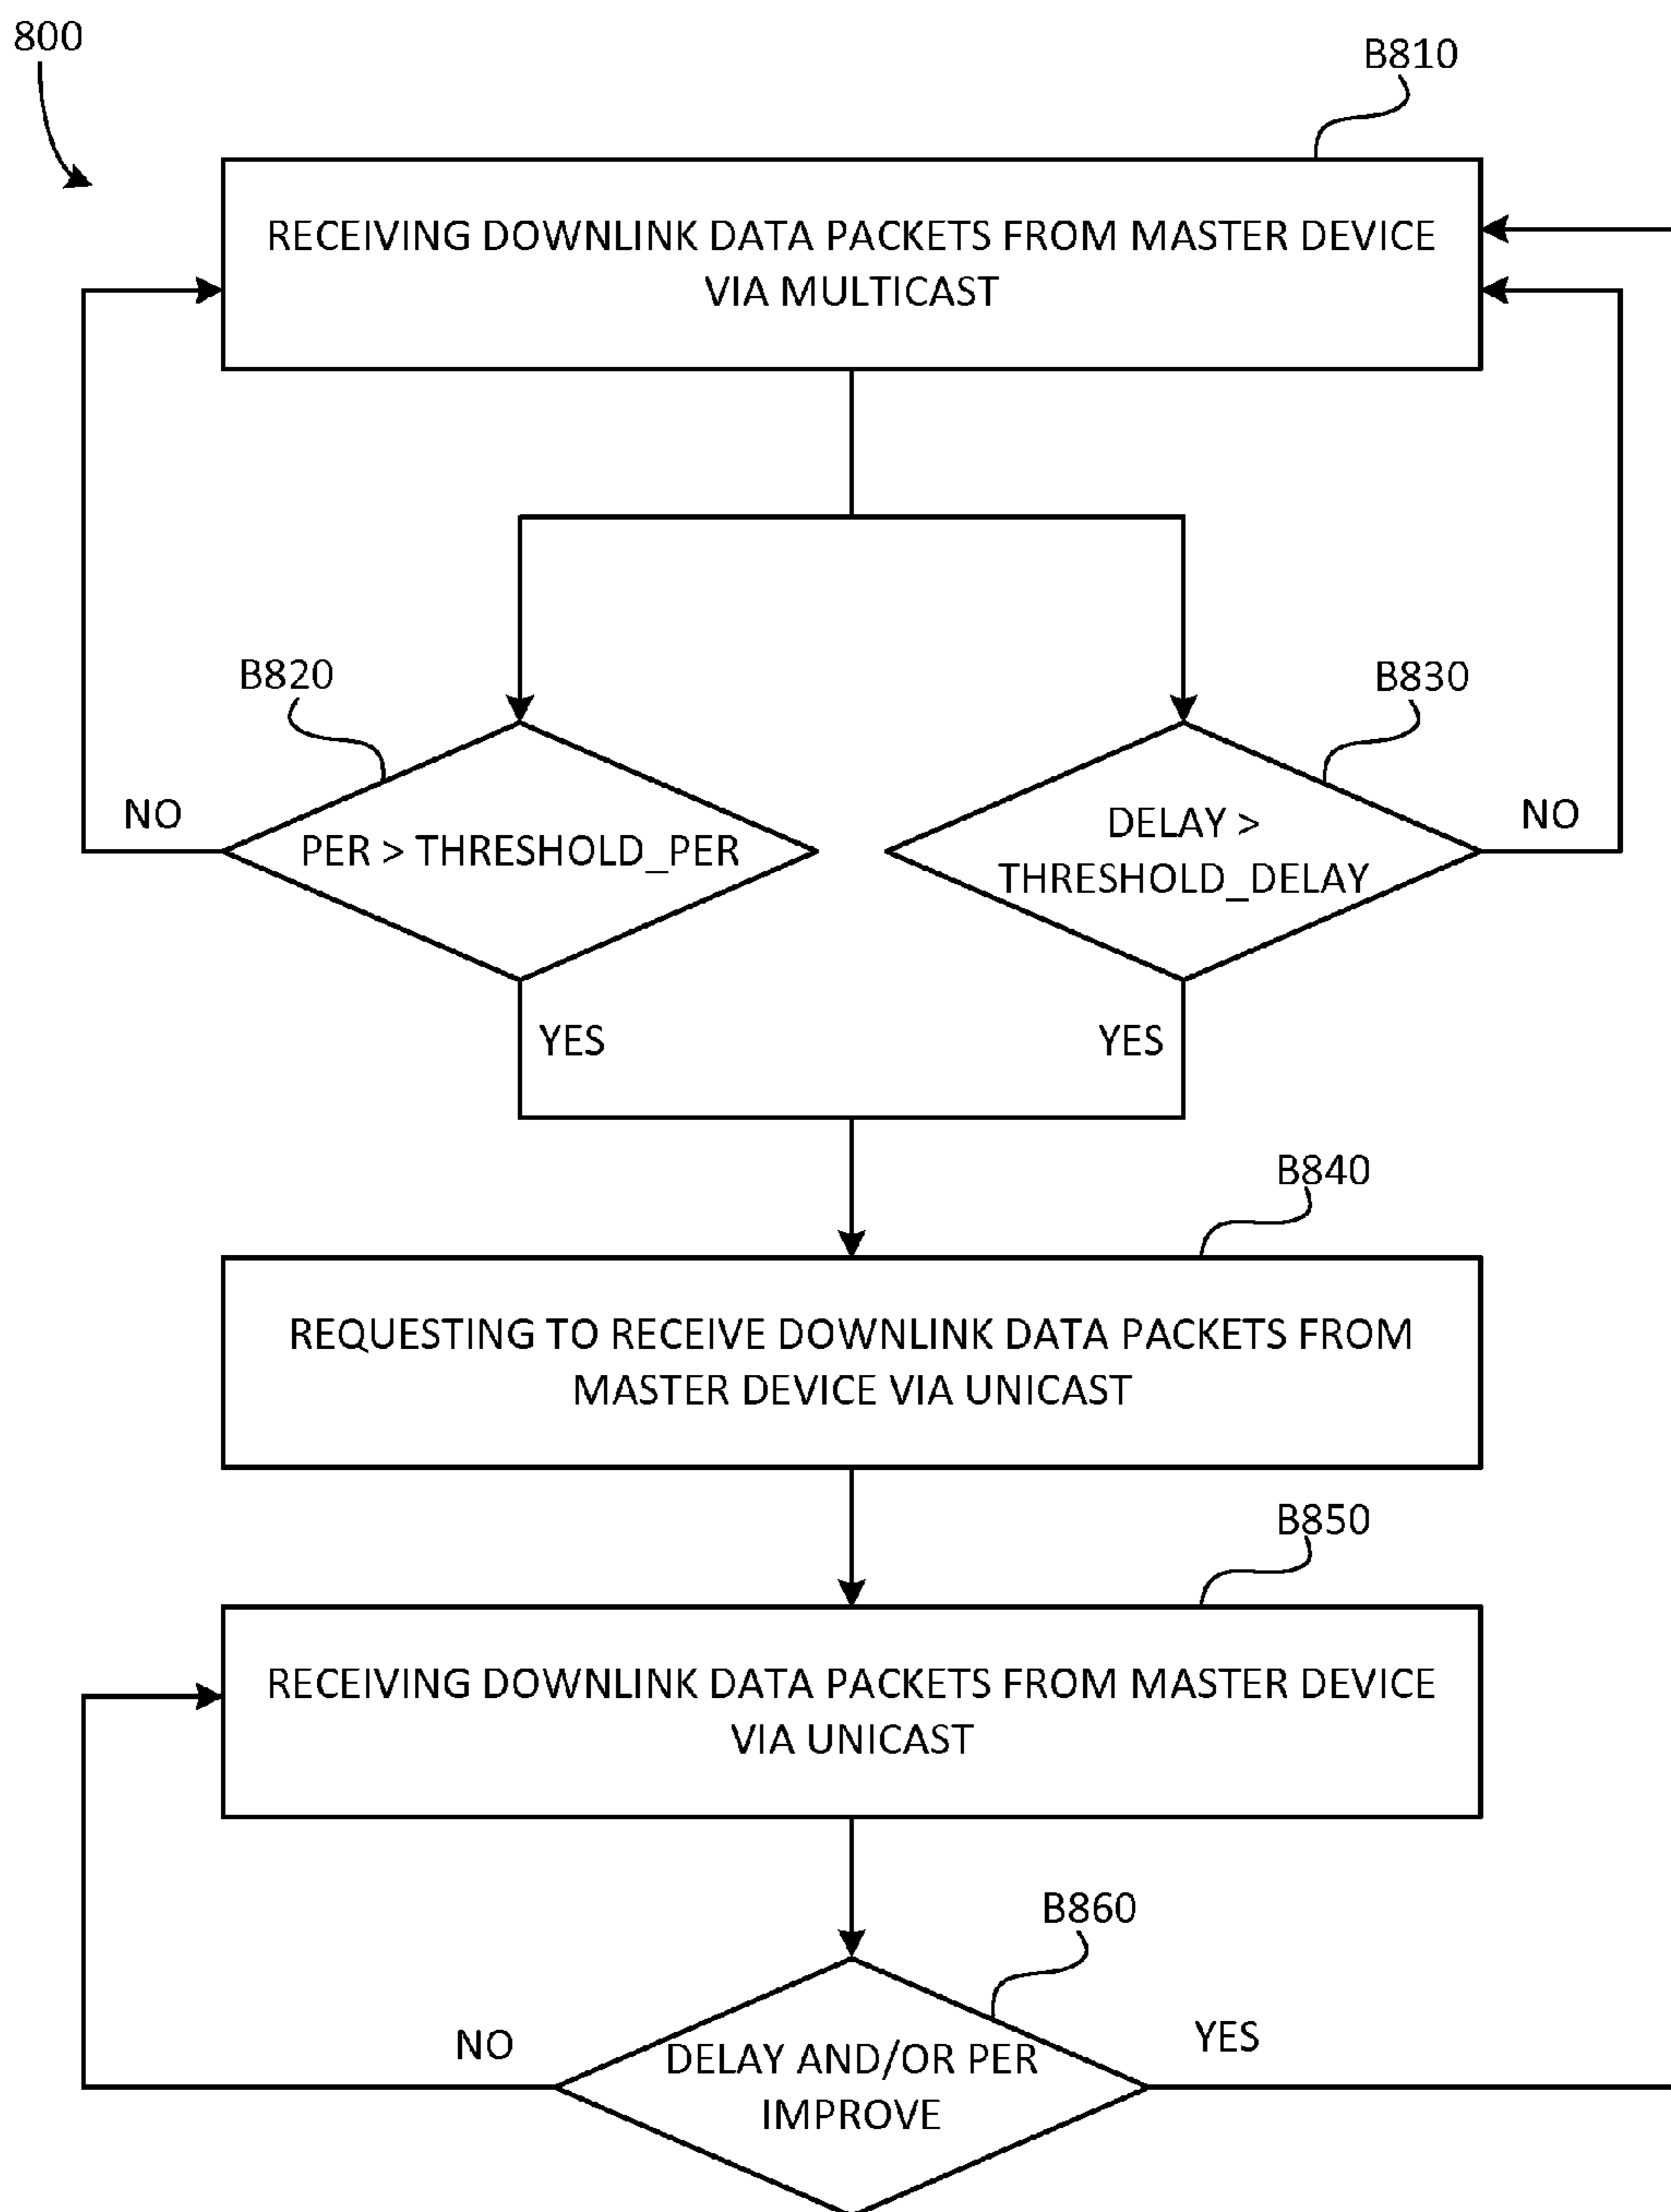 800
B810
RECEIVING DOWNLINK DATA PACKETS FROM MASTER DEVICE
VIA MULTICAST
B820
B830
NO
PER > THRESHOLD_PER
DELAY >
THRESHOLD_DELAY
NO
YES
YES
B840
REQUESTING TO RECEIVE DOWNLINK DATA PACKETS FROM
MASTER DEVICE VIA UNICAST
B850
RECEIVING DOWNLINK DATA PACKETS FROM MASTER DEVICE
VIA UNICAST
B860
NO
DELAY AND/OR PER
IMPROVE
YES